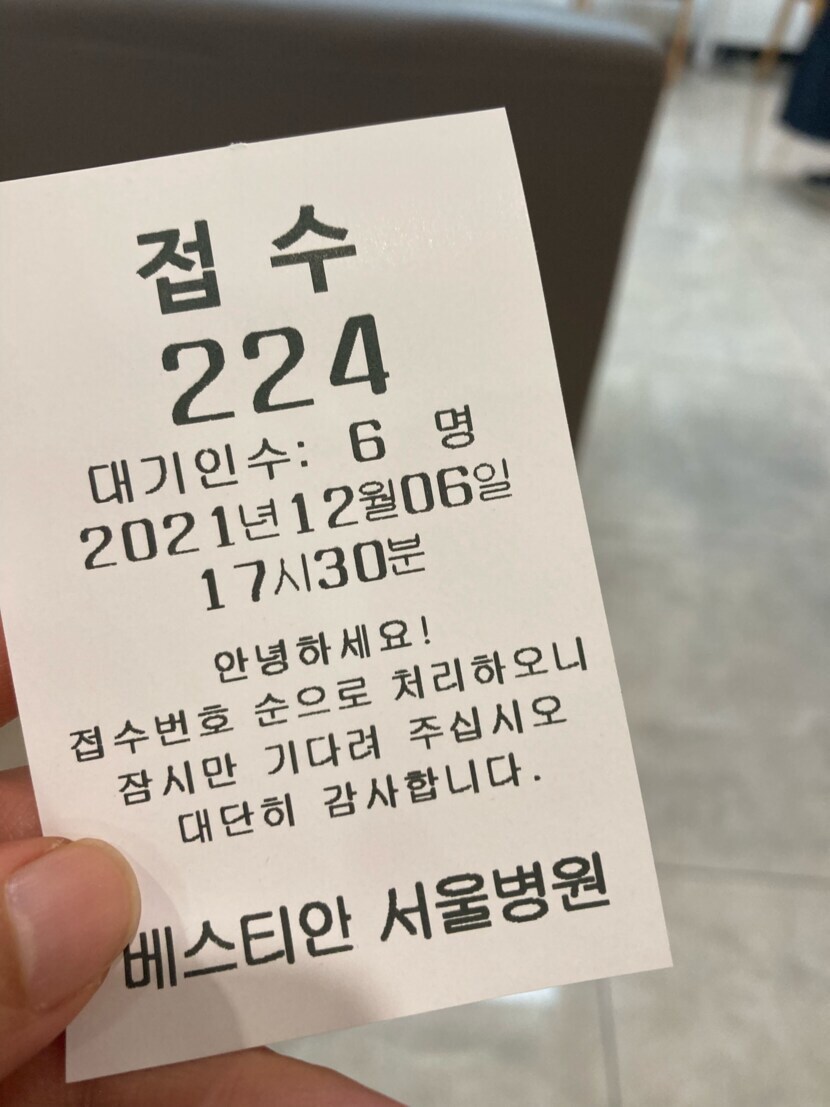 접 수
224
대기인수: 6 명
2021년12월06일
17시30분
안녕하세요!
접수번호 순으로 처리하오니
잠시만 기다려 주십시오
대단히 감사합니다.
베스티안 서울병원